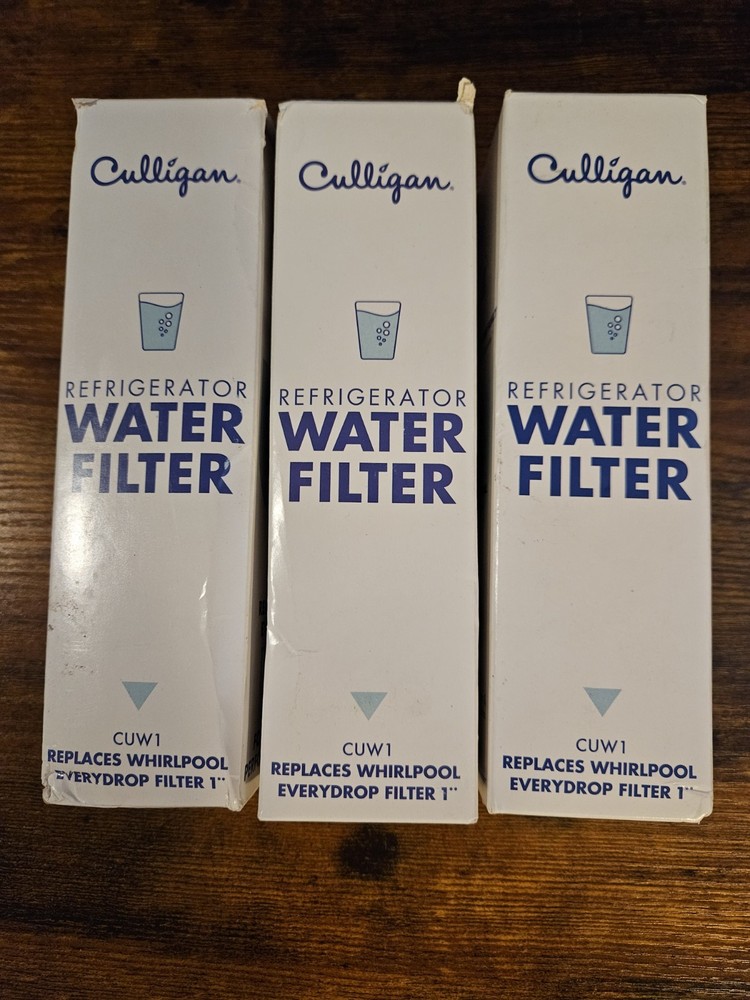 Culligan.
REFRIGERATOR
WATER
FILTER
CUW1
REPLACES WHIRLPOOL
EVERYDROP FILTER 1**
Culligan.
REFRIGERATOR
WATER
FILTER
CUW1
REPLACES WHIRLPOOL
EVERYDROP FILTER 1**
Culligan.
REFRIGERATOR
WATER
FILTER
CUW1
REPLACES WHIRLPOOL
EVERYDROP FILTER 1**